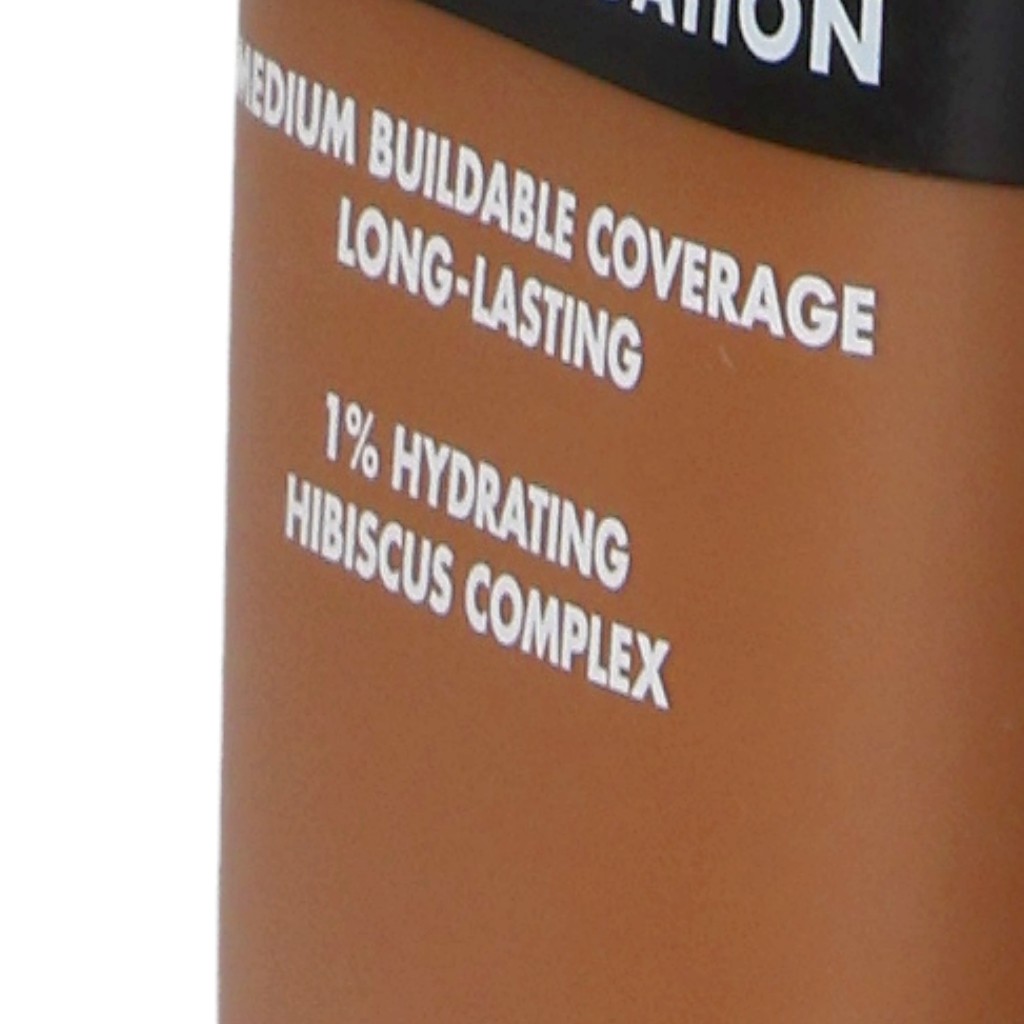 MEDIUM BUILDABLE COVERAGE
LONG-LASTING
1% HYDRATING
HIBISCUS COMPLEX